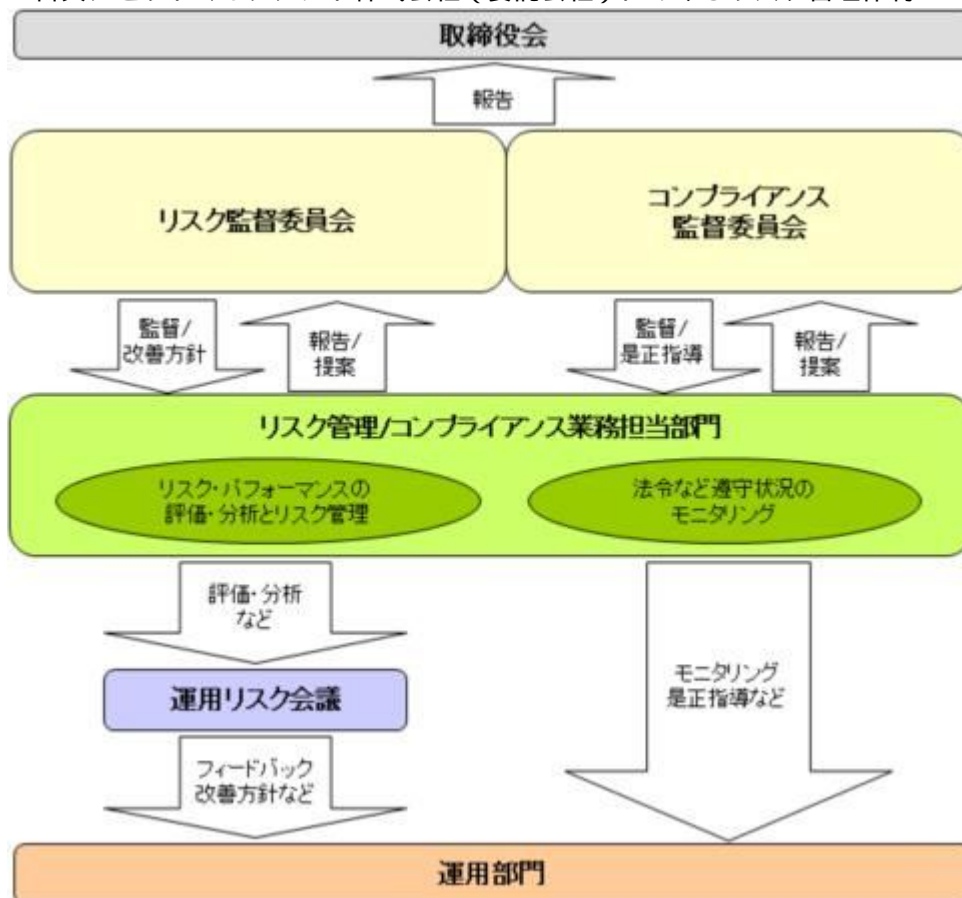 取締役会
報告
リスク監督委員会
コンプライアンス
監督委員会
監督/
改善方針
報告/
提案
監督/
是正指導
報告/
提案
リスク管理/コンプライアンス業務担当部門
リスク・パフォーマンスの
評価・分析とリスク管理
法令など遵守状況の
モニタリング
評価・分析
など
運用リスク会議
モニタリング
是正指導など
フィードバック
改善方針など
運用部門